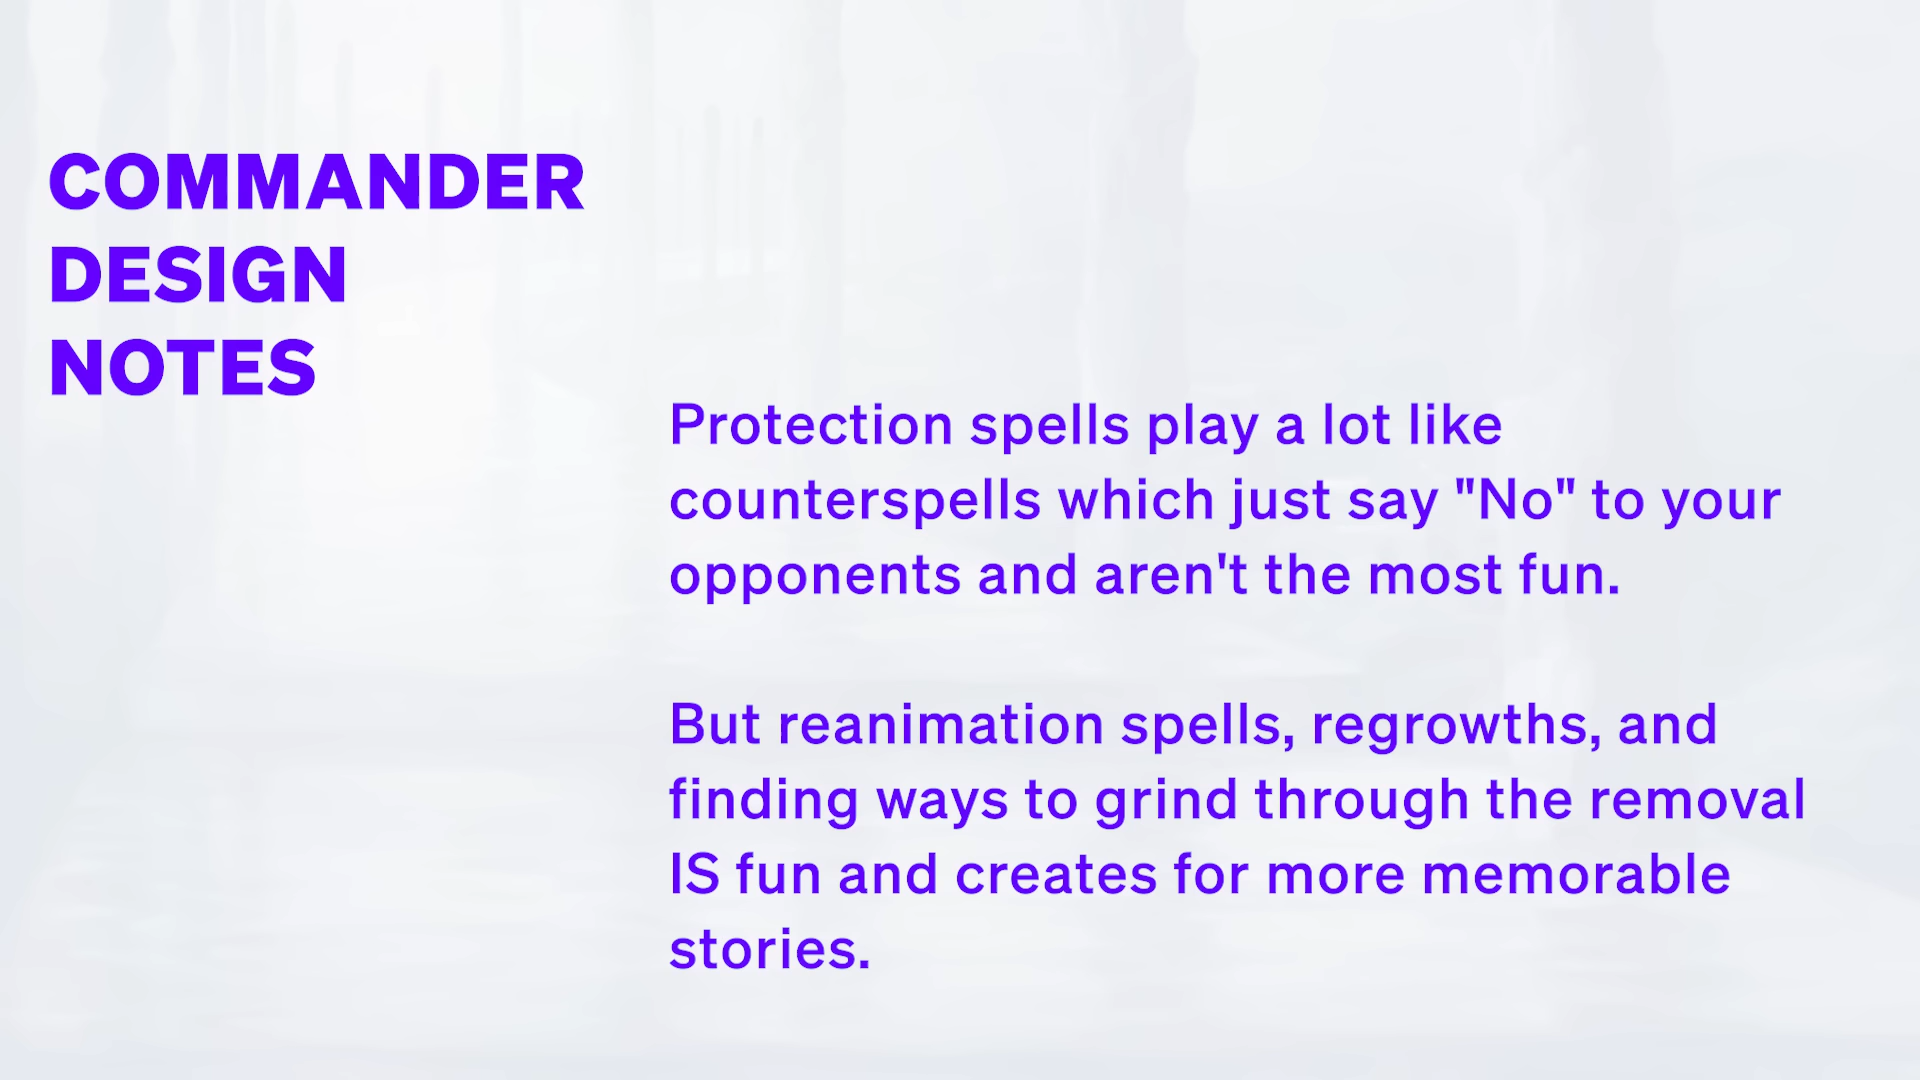 COMMANDER
DESIGN
NOTES
Protection spells play a lot like
counterspells which just say "No" to your
opponents and aren't the most fun.
But reanimation spells, regrowths, and
finding ways to grind through the removal
IS fun and creates for more memorable
stories.